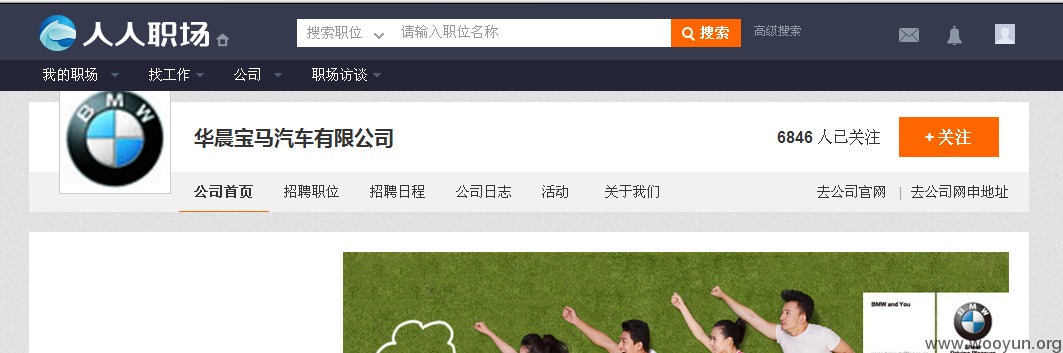 人人职场
搜索职位 请输入职位名称 搜索 高级搜索
我的职场 找工作 公司 职场访谈
BMW
华晨宝马汽车有限公司
6846 人已关注 + 关注
公司首页 招聘职位 招聘日程 公司日志 活动 关于我们 去公司官网 | 去公司网申地址
BMW and You
BMW
www.wooyun.org